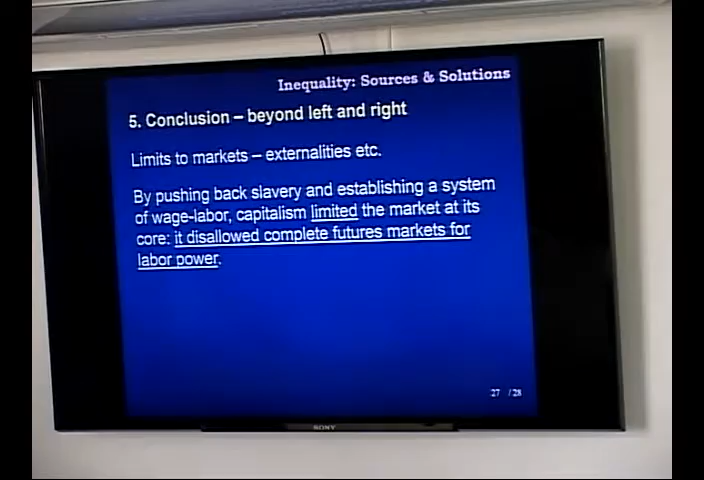 Inequality: Sources & Solutions
5. Conclusion – beyond left and right
Limits to markets – externalities etc.
By pushing back slavery and establishing a system
of wage-labor, capitalism limited the market at its
core: it disallowed complete futures markets for
labor power.
27 / 28
SONY